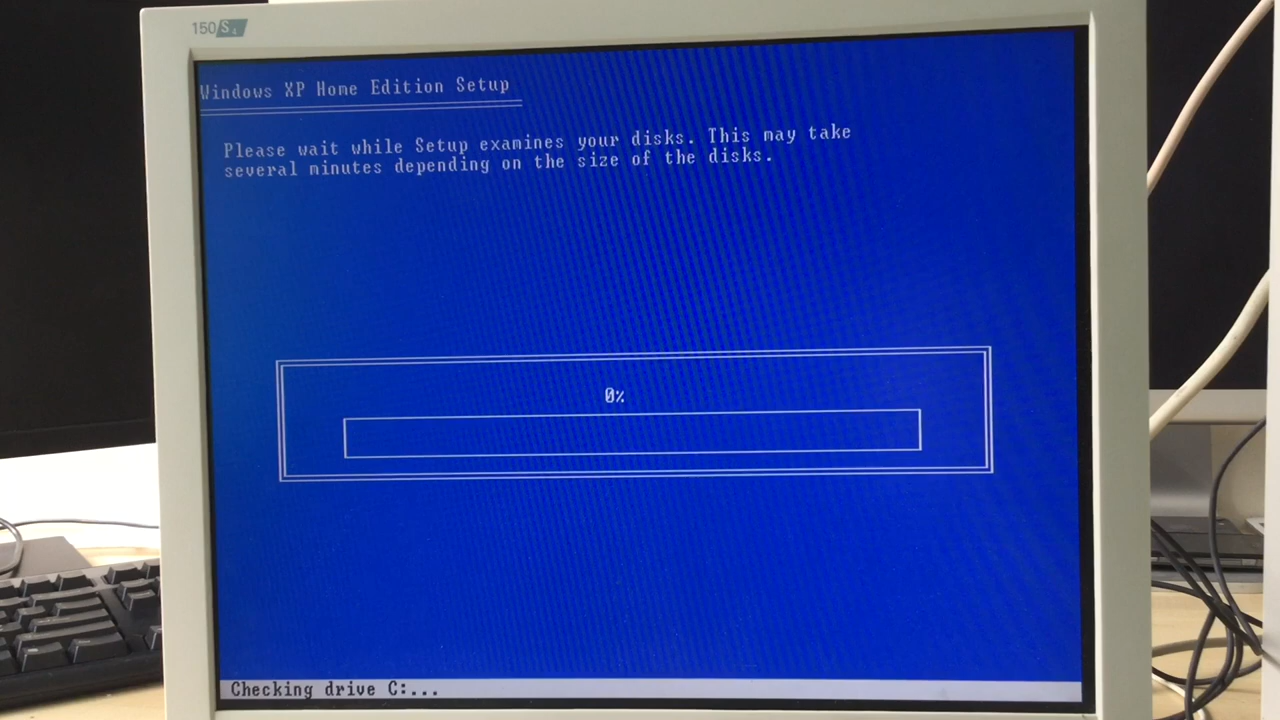 150S4
Windows XP Home Edition Setup
Please wait while Setup examines your disks. This may take
several minutes depending on the size of the disks.
0%
Checking drive C:...